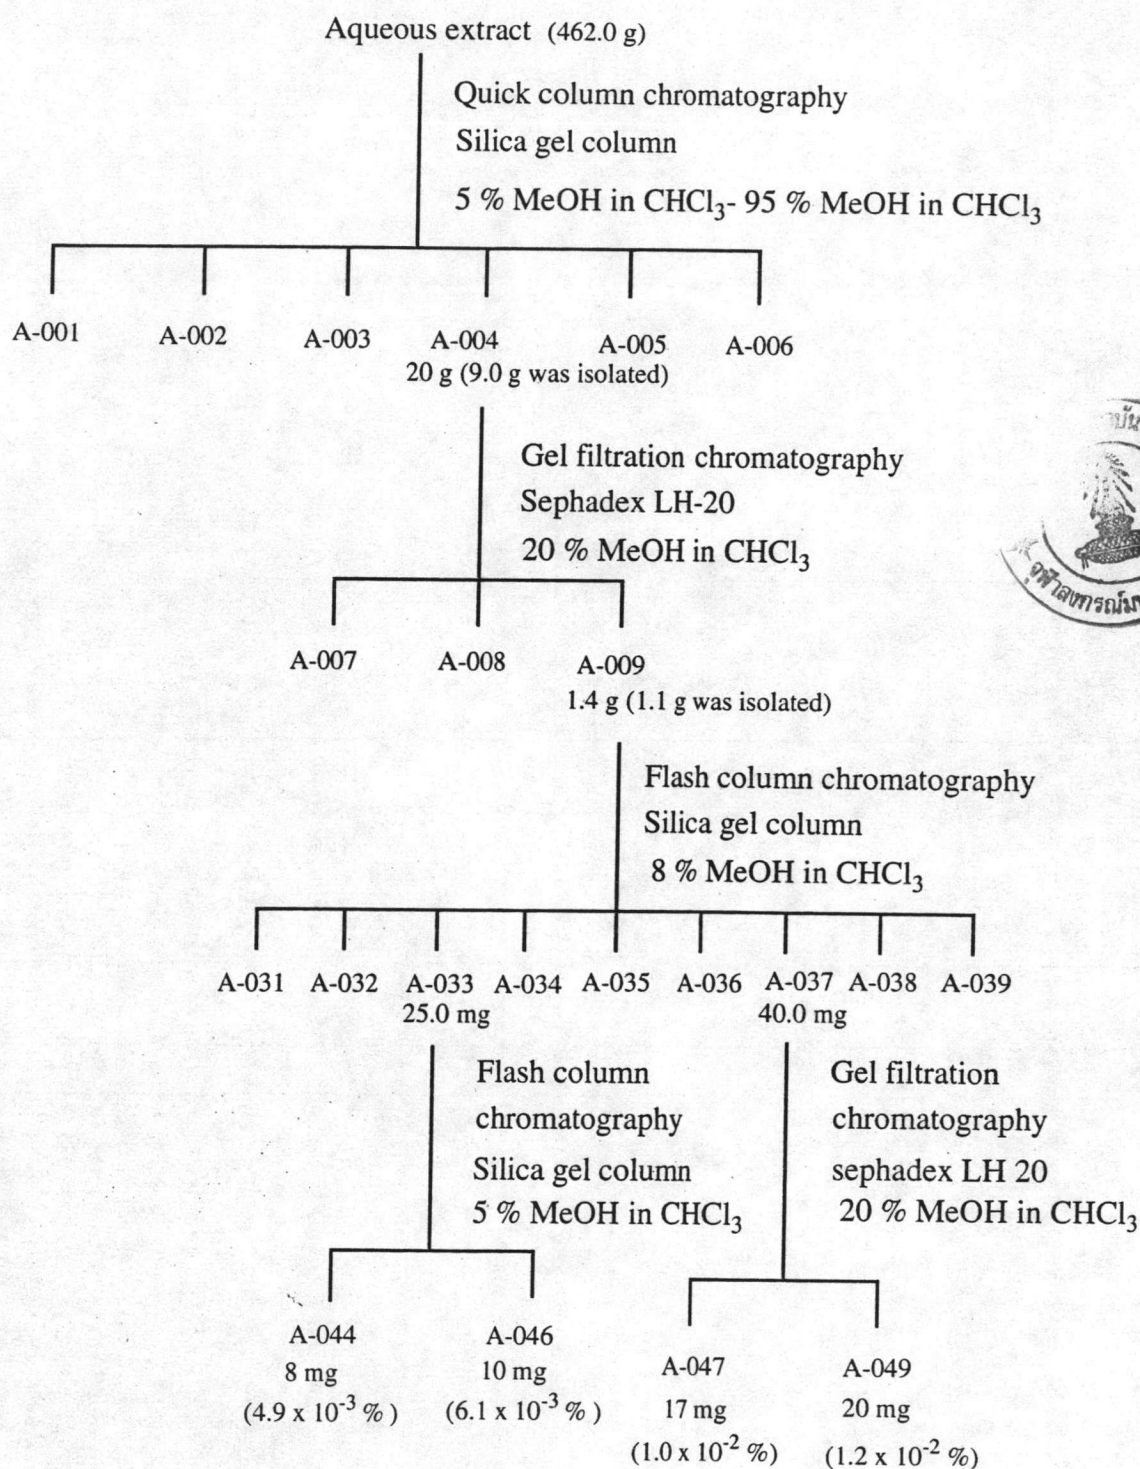 Aqueous extract (462.0 g)
Quick column chromatography
Silica gel column
5 % MeOH in CHCl₃- 95 % MeOH in CHCl₃
A-001 A-002 A-003 A-004 A-005 A-006
20 g (9.0 g was isolated)
Gel filtration chromatography
Sephadex LH-20
20 % MeOH in CHCl₃
A-007 A-008 A-009
1.4 g (1.1 g was isolated)
Flash column chromatography
Silica gel column
8 % MeOH in CHCl₃
A-031 A-032 A-033 A-034 A-035 A-036 A-037 A-038 A-039
25.0 mg 40.0 mg
Flash column
chromatography
Silica gel column
5 % MeOH in CHCl₃
Gel filtration
chromatography
sephadex LH 20
20 % MeOH in CHCl₃
A-044 A-046
8 mg 10 mg
(4.9 x 10⁻³ % ) (6.1 x 10⁻³ % )
A-047 A-049
17 mg 20 mg
(1.0 x 10⁻² %) (1.2 x 10⁻² %)